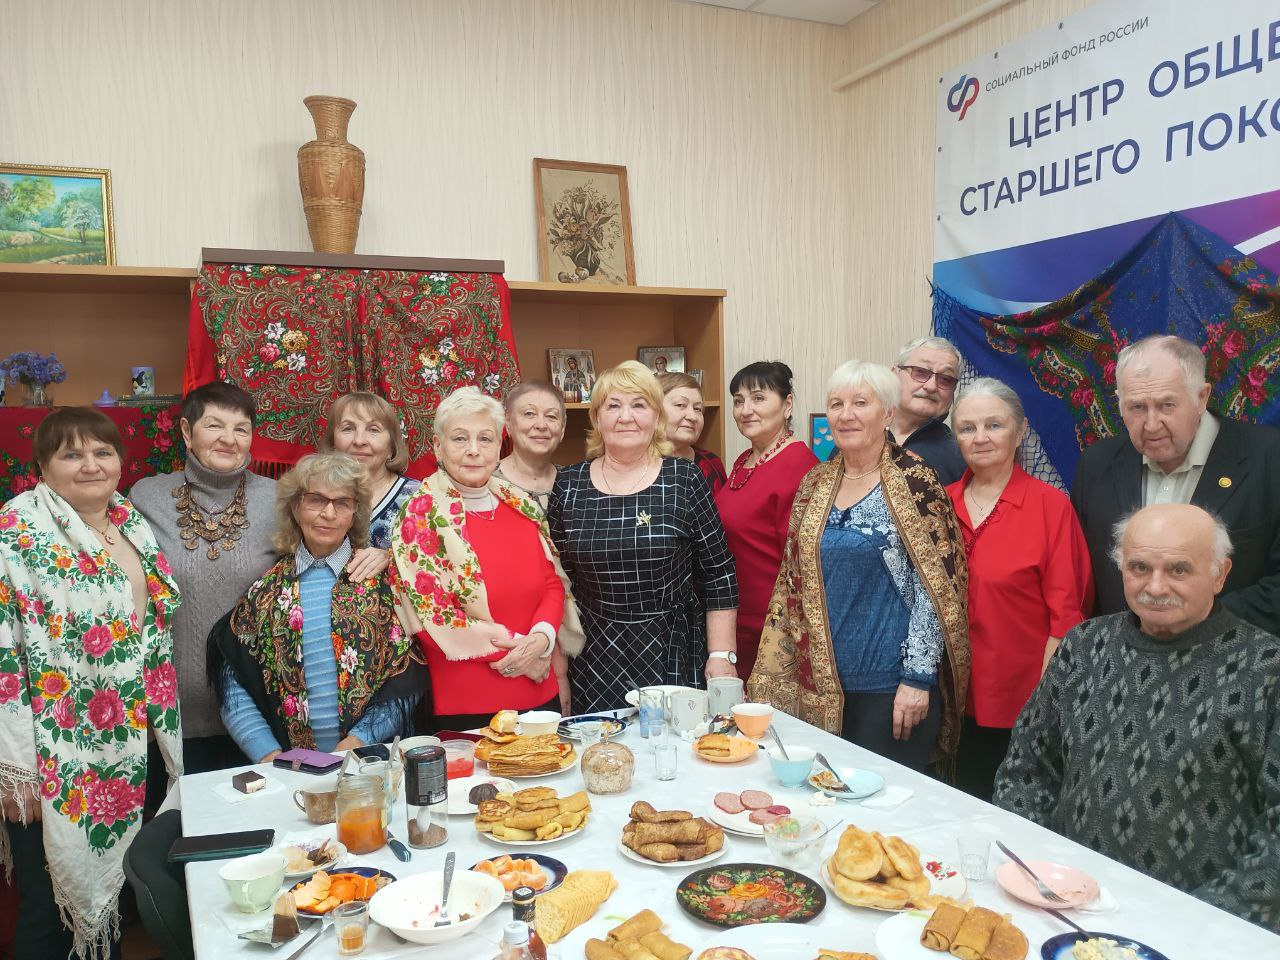 СОЦИАЛЬНЫЙ ФОНД РОССИИ
ЦЕНТР ОБЩЕ
СТАРШЕГО ПОКО